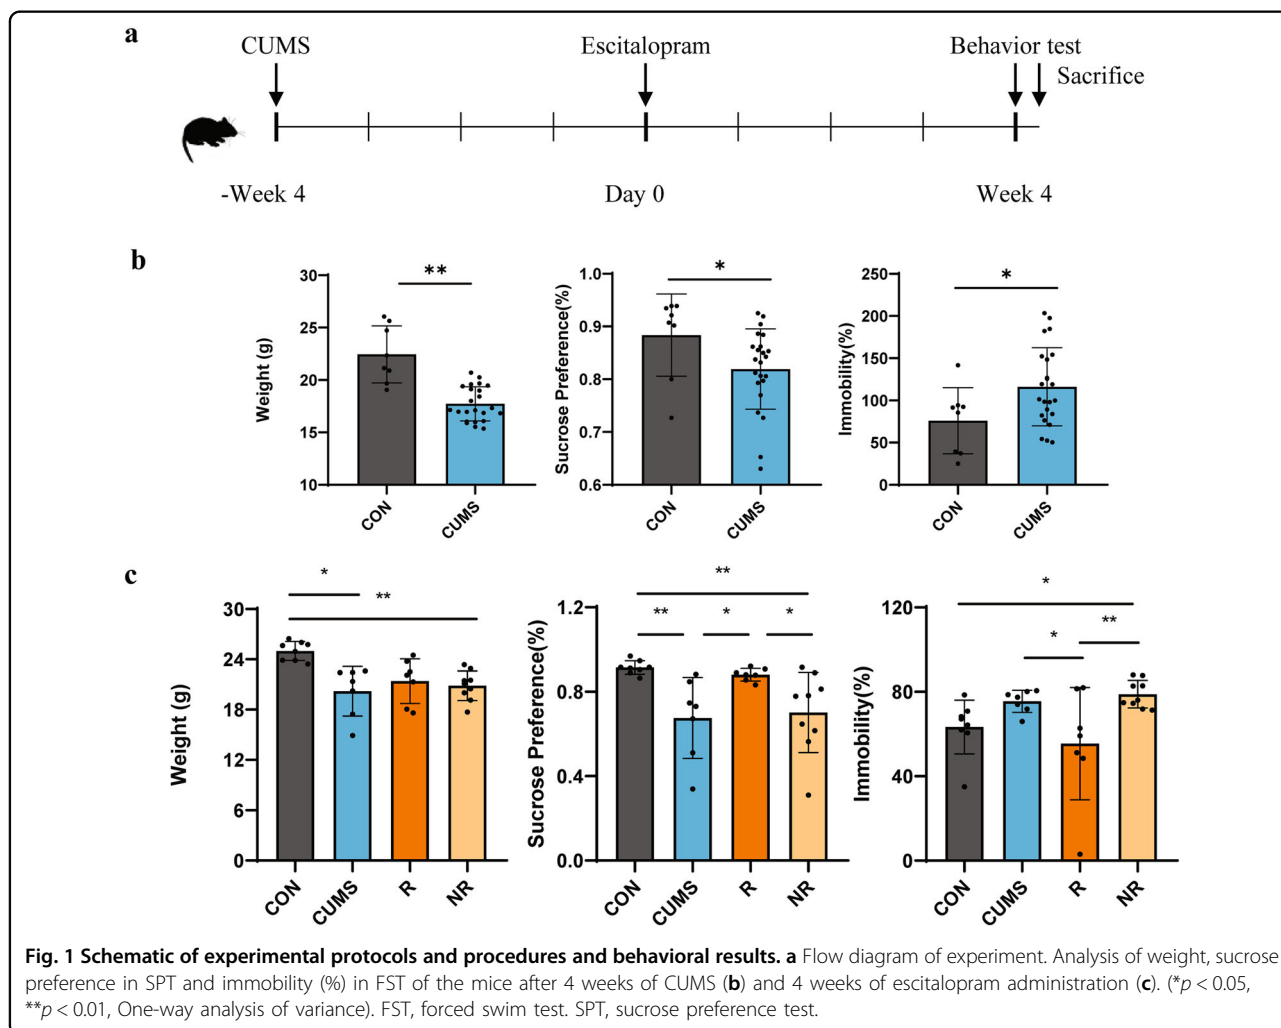 a
CUMS Escitalopram Behavior test
Sacrifice
-Week 4 Day 0 Week 4
b
Weight (g)
30
25
20
15
10
**
CON CUMS
Sucrose Preference(%)
1.0
0.9
0.8
0.7
0.6
*
CON CUMS
Immobility(%)
250
200
150
100
50
0
*
CON CUMS
c
Weight (g)
30
24
18
12
6
0
*
**
CON CUMS R NR
Sucrose Preference(%)
1.2
0.8
0.4
0.0
**
** * *
CON CUMS R NR
Immobility(%)
120
80
40
0
*
* **
CON CUMS R NR
Fig. 1 Schematic of experimental protocols and procedures and behavioral results. a Flow diagram of experiment. Analysis of weight, sucrose
preference in SPT and immobility (%) in FST of the mice after 4 weeks of CUMS (b) and 4 weeks of escitalopram administration (c). (*p < 0.05,
**p < 0.01, One-way analysis of variance). FST, forced swim test. SPT, sucrose preference test.